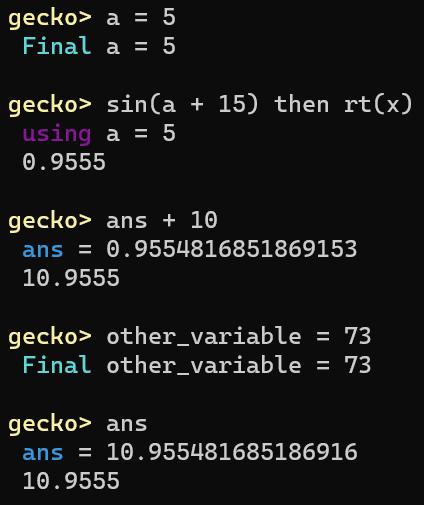 gecko> a = 5
Final a = 5
gecko> sin(a + 15) then rt(x)
using a = 5
0.9555
gecko> ans + 10
ans = 0.9554816851869153
10.9555
gecko> other_variable = 73
Final other_variable = 73
gecko> ans
ans = 10.955481685186916
10.9555